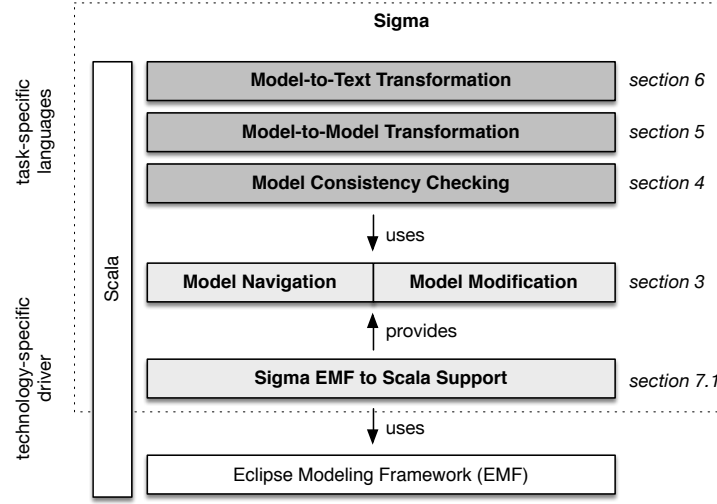 Sigma
task-specific
languages
Scala
Model-to-Text Transformation
section 6
Model-to-Model Transformation
section 5
Model Consistency Checking
section 4
uses
Model Navigation
Model Modification
section 3
technology-specific
driver
provides
Sigma EMF to Scala Support
section 7.1
uses
Eclipse Modeling Framework (EMF)